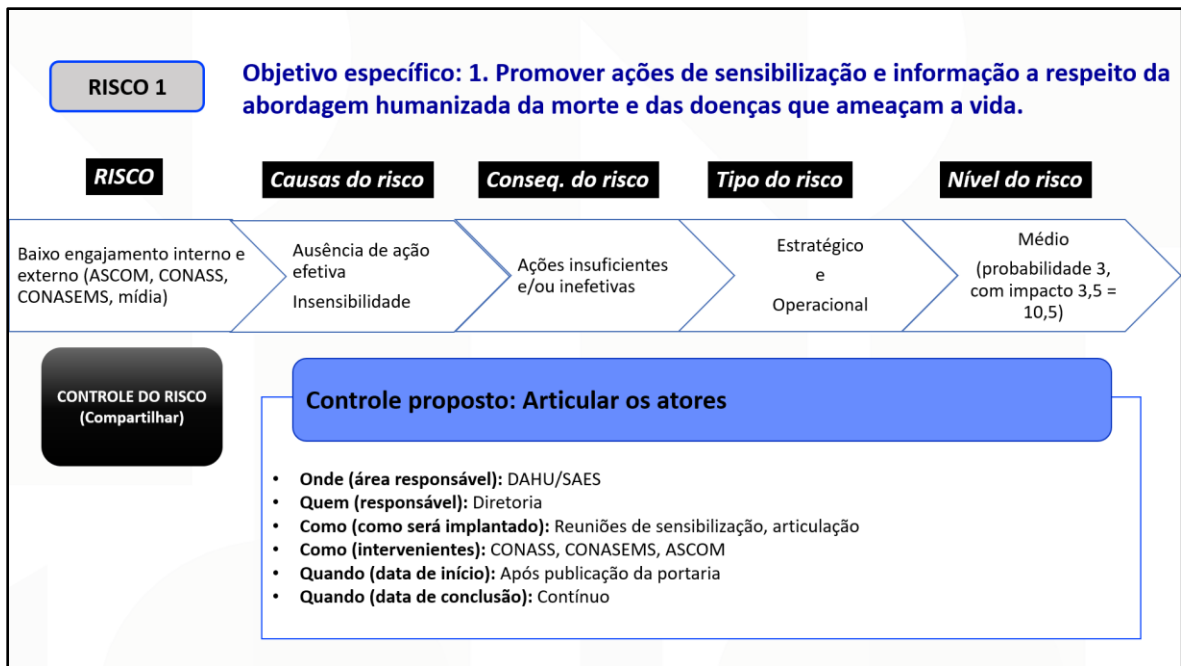 RISCO 1
Objetivo específico: 1. Promover ações de sensibilização e informação a respeito da
abordagem humanizada da morte e das doenças que ameaçam a vida.
RISCO
Causas do risco
Conseq. do risco
Tipo do risco
Nível do risco
Baixo engajamento interno e
externo (ASCOM, CONASS,
CONASEMS, mídia)
Ausência de ação
efetiva
Insensibilidade
Ações insuficientes
e/ou inefetivas
Estratégico
e
Operacional
Médio
(probabilidade 3,
com impacto 3,5 =
10,5)
CONTROLE DO RISCO
(Compartilhar)
Controle proposto: Articular os atores
• Onde (área responsável): DAHU/SAES
• Quem (responsável): Diretoria
• Como (como será implantado): Reuniões de sensibilização, articulação
• Como (intervenientes): CONASS, CONASEMS, ASCOM
• Quando (data de início): Após publicação da portaria
• Quando (data de conclusão): Contínuo